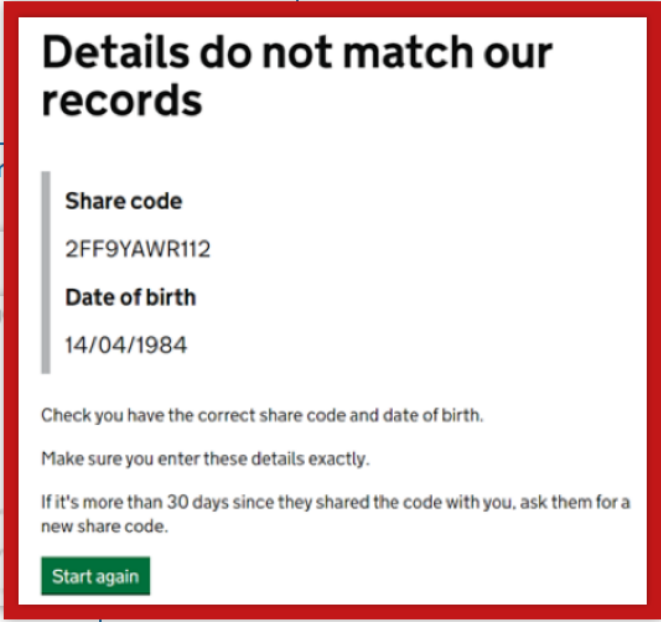 Details do not match our
records
Share code
2FF9YAWR112
Date of birth
14/04/1984
Check you have the correct share code and date of birth.
Make sure you enter these details exactly.
If it's more than 30 days since they shared the code with you, ask them for a
new share code.
Start again